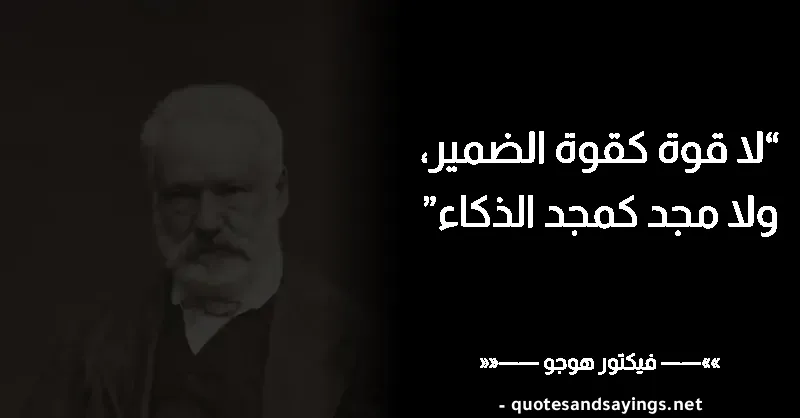 “لا قوة كقوة الضمير،
ولا مجد كمجد الذكاء”
»»—— فيكتور هوجو ——««
- quotesandsayings.net